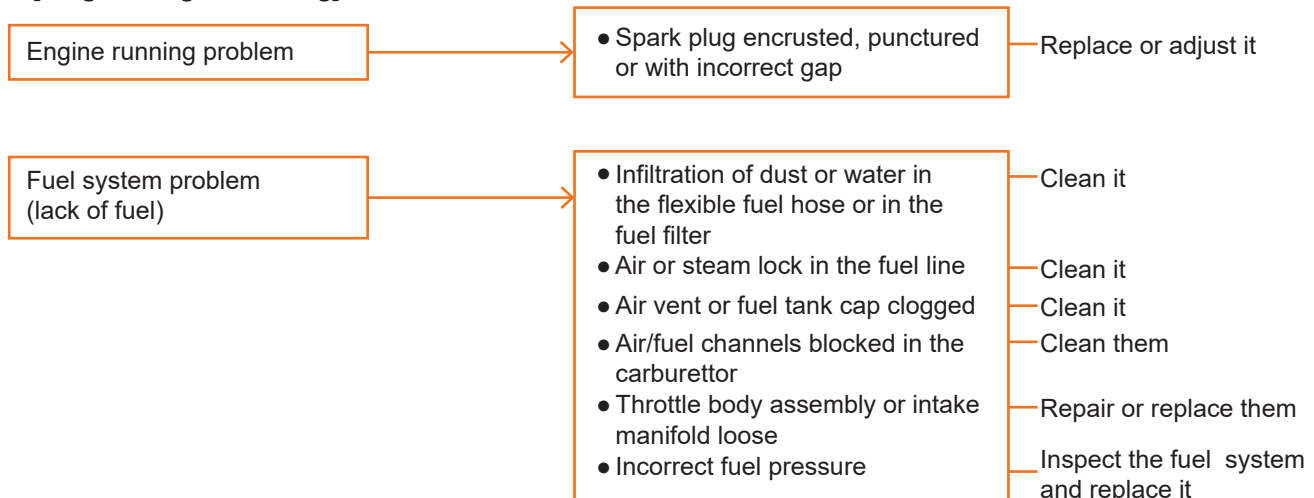 Engine running problem
● Spark plug encrusted, punctured
or with incorrect gap
Replace or adjust it
Fuel system problem
(lack of fuel)
● Infiltration of dust or water in
the flexible fuel hose or in the
fuel filter
Clean it
● Air or steam lock in the fuel line
Clean it
● Air vent or fuel tank cap clogged
Clean it
● Air/fuel channels blocked in the
carburettor
Clean them
● Throttle body assembly or intake
manifold loose
Repair or replace them
● Incorrect fuel pressure
Inspect the fuel system
and replace it